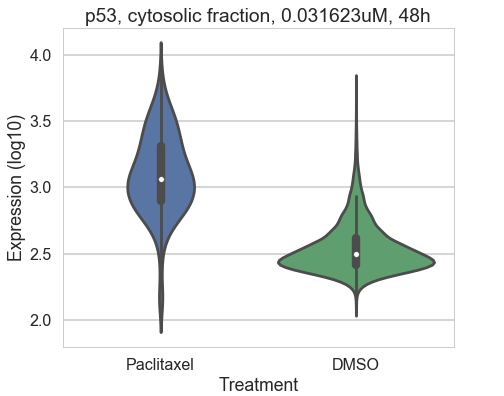 p53, cytosolic fraction, 0.031623uM, 48h
Expression (log10)
4.0
3.5
3.0
2.5
2.0
Paclitaxel
DMSO
Treatment